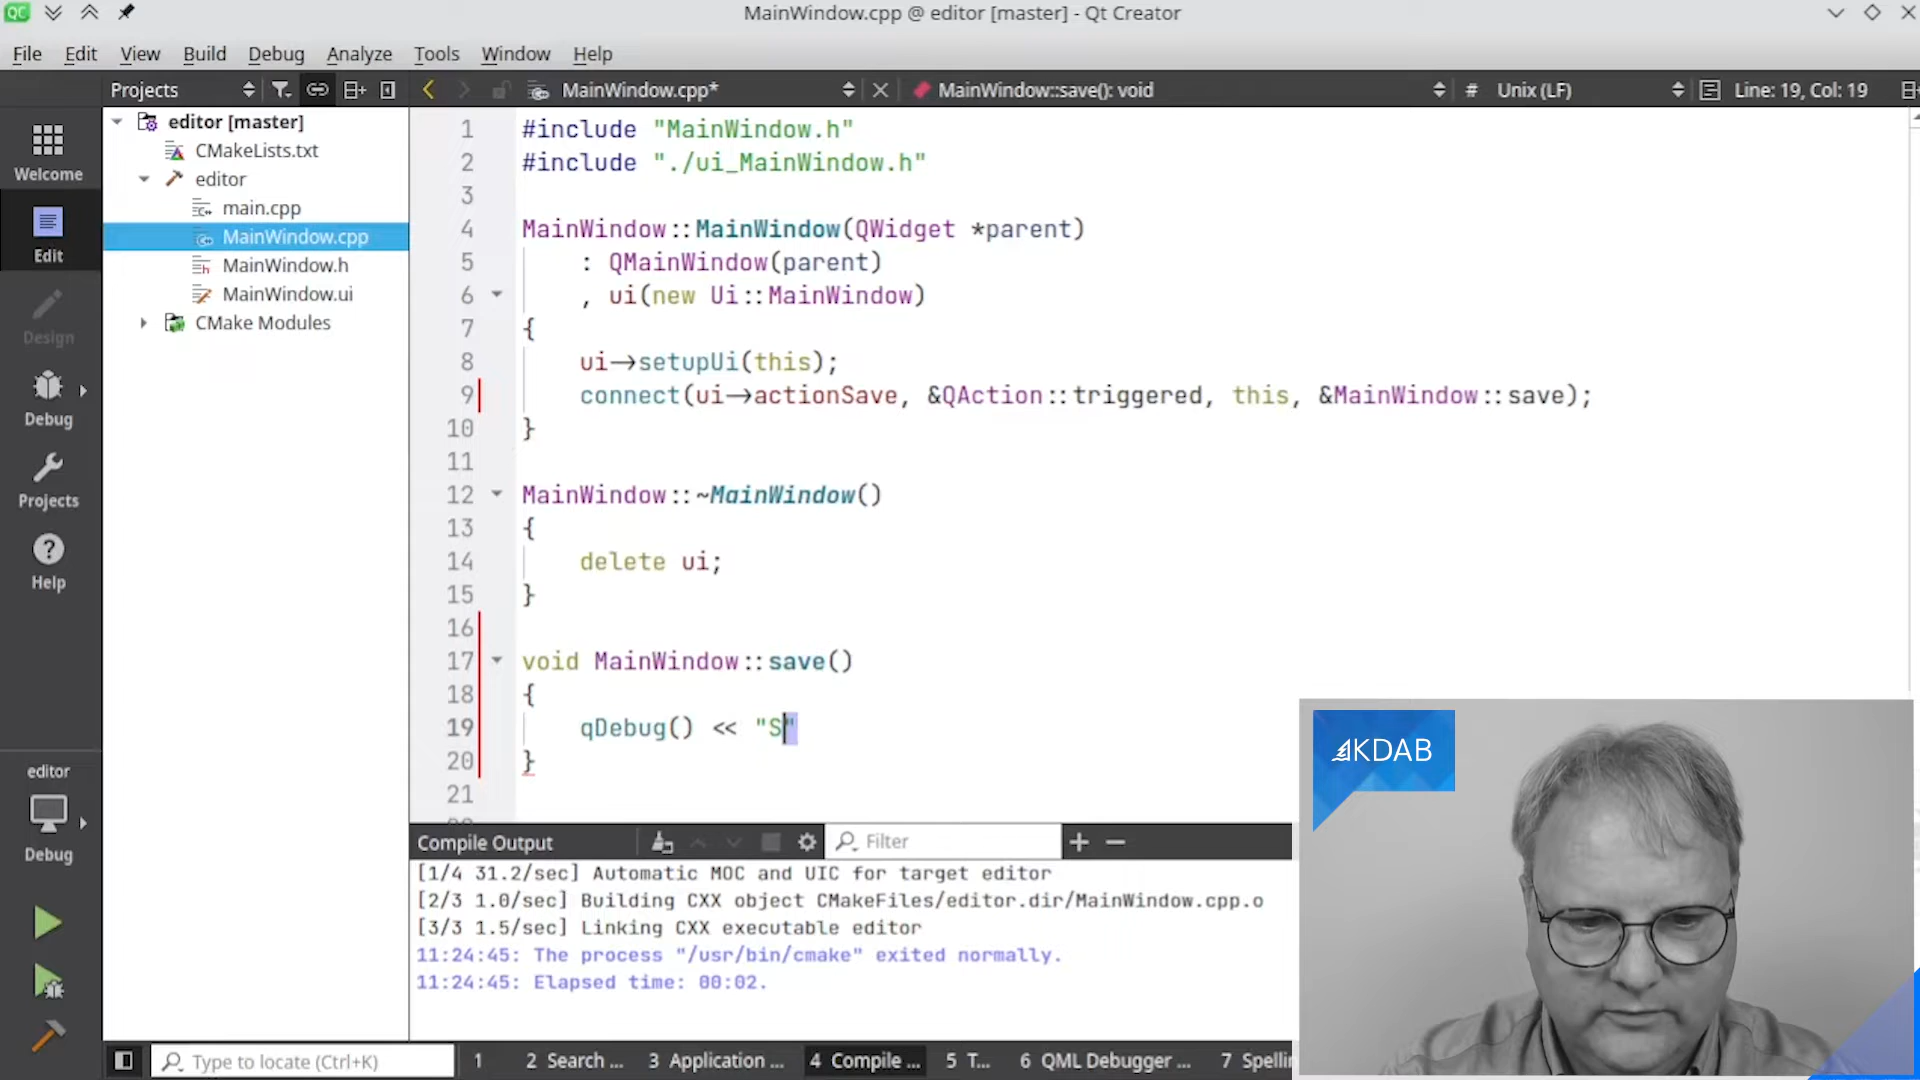 MainWindow.cpp @ editor [master] - Qt Creator
File Edit View Build Debug Analyze Tools Window Help
Projects MainWindow.cpp* MainWindow::save(): void # Unix (LF) Line: 19, Col: 19
Welcome
Edit
Design
Debug
Projects
Help
editor
Debug
editor [master]
CMakeLists.txt
editor
main.cpp
MainWindow.cpp
MainWindow.h
MainWindow.ui
CMake Modules
1 #include "MainWindow.h"
2 #include "./ui_MainWindow.h"
3
4 MainWindow::MainWindow(QWidget *parent)
5 : QMainWindow(parent)
6 , ui(new Ui::MainWindow)
7 {
8 ui->setupUi(this);
9 connect(ui->actionSave, &QAction::triggered, this, &MainWindow::save);
10 }
11
12 MainWindow::~MainWindow()
13 {
14 delete ui;
15 }
16
17 void MainWindow::save()
18 {
19 qDebug() << "S"
20 }
21
Compile Output Filter
[1/4 31.2/sec] Automatic MOC and UIC for target editor
[2/3 1.0/sec] Building CXX object CMakeFiles/editor.dir/MainWindow.cpp.o
[3/3 1.5/sec] Linking CXX executable editor
11:24:45: The process "/usr/bin/cmake" exited normally.
11:24:45: Elapsed time: 00:02.
Type to locate (Ctrl+K) 1 2 Search ... 3 Application ... 4 Compile ... 5 T... 6 QML Debugger ... 7 Spellin
KDAB